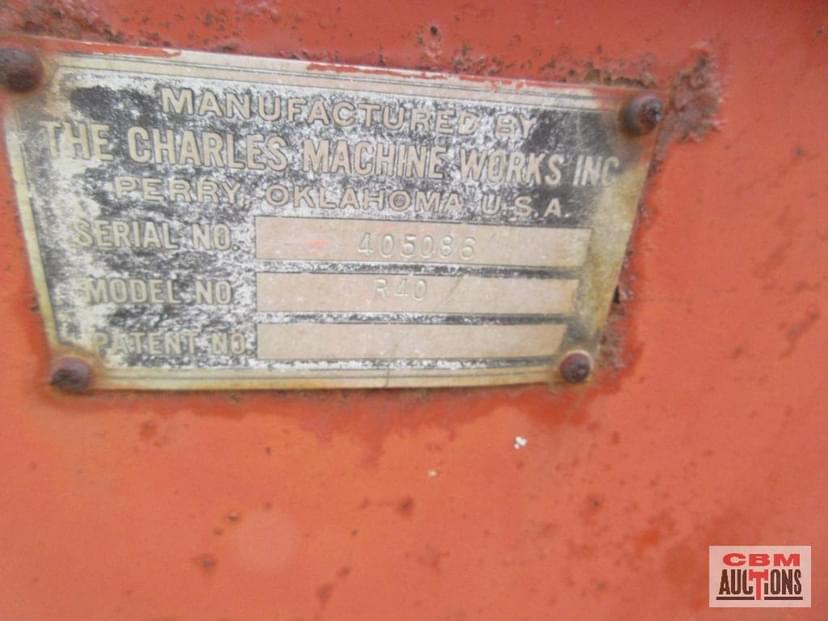 MANUFACTURED BY
THE CHARLES MACHINE WORKS INC
PERRY, OKLAHOMA U.S.A.
SERIAL NO. 405086
MODEL NO R40
PATENT NO.
CBM
AUCTIONS